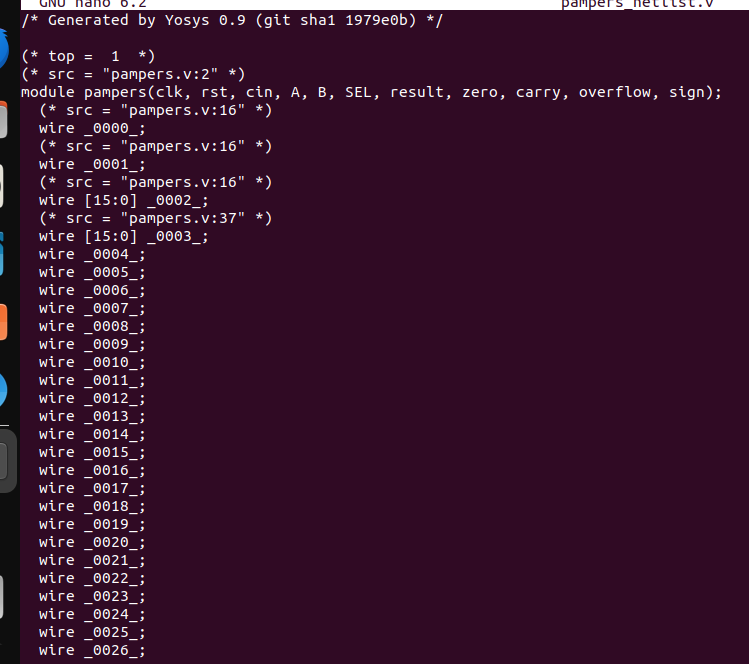 GNU nano 6.2 pampers_netlist.v
/* Generated by Yosys 0.9 (git sha1 1979e0b) */
(* top =  1  *)
(* src = "pampers.v:2" *)
module pampers(clk, rst, cin, A, B, SEL, result, zero, carry, overflow, sign);
  (* src = "pampers.v:16" *)
  wire _0000_;
  (* src = "pampers.v:16" *)
  wire _0001_;
  (* src = "pampers.v:16" *)
  wire [15:0] _0002_;
  (* src = "pampers.v:37" *)
  wire [15:0] _0003_;
  wire _0004_;
  wire _0005_;
  wire _0006_;
  wire _0007_;
  wire _0008_;
  wire _0009_;
  wire _0010_;
  wire _0011_;
  wire _0012_;
  wire _0013_;
  wire _0014_;
  wire _0015_;
  wire _0016_;
  wire _0017_;
  wire _0018_;
  wire _0019_;
  wire _0020_;
  wire _0021_;
  wire _0022_;
  wire _0023_;
  wire _0024_;
  wire _0025_;
  wire _0026_;